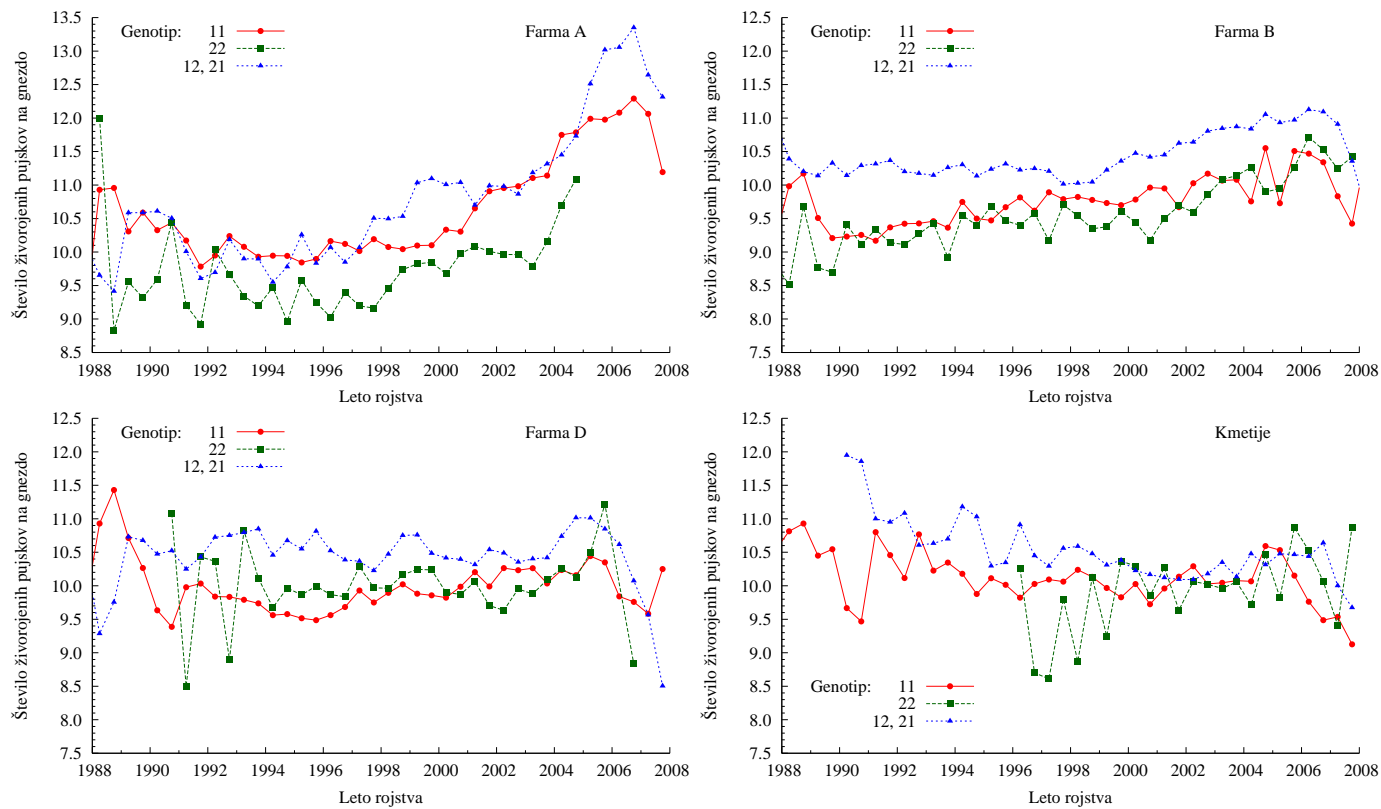 Število živorojenih pujskov na gnezdo
13.5
13.0
12.5
12.0
11.5
11.0
10.5
10.0
9.5
9.0
8.5
Genotip: 11
22
12, 21
Farma A
1988 1990 1992 1994 1996 1998 2000 2002 2004 2006 2008
Leto rojstva
Število živorojenih pujskov na gnezdo
12.5
12.0
11.5
11.0
10.5
10.0
9.5
9.0
8.5
8.0
7.5
Genotip: 11
22
12, 21
Farma B
1988 1990 1992 1994 1996 1998 2000 2002 2004 2006 2008
Leto rojstva
Število živorojenih pujskov na gnezdo
12.5
12.0
11.5
11.0
10.5
10.0
9.5
9.0
8.5
8.0
7.5
Genotip: 11
22
12, 21
Farma D
1988 1990 1992 1994 1996 1998 2000 2002 2004 2006 2008
Leto rojstva
Število živorojenih pujskov na gnezdo
12.5
12.0
11.5
11.0
10.5
10.0
9.5
9.0
8.5
8.0
7.5
Kmetije
Genotip: 11
22
12, 21
1988 1990 1992 1994 1996 1998 2000 2002 2004 2006 2008
Leto rojstva